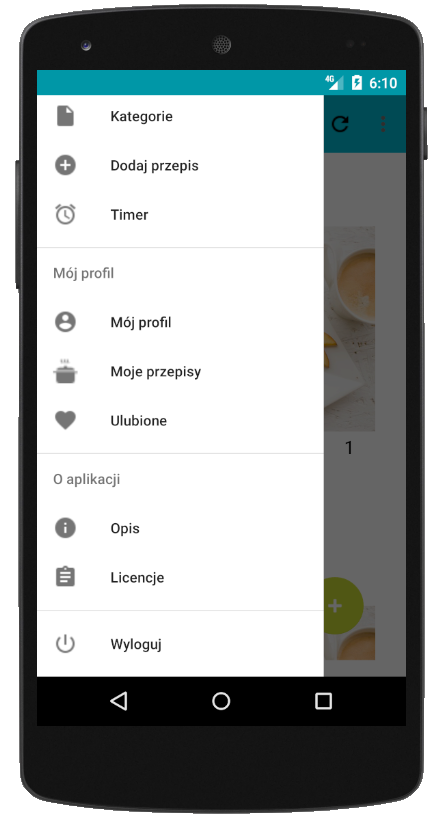 4G 6:10
Kategorie
Dodaj przepis
Timer
Mój profil
Mój profil
Moje przepisy
1
Ulubione
O aplikacji
Opis
Licencje
Wyloguj